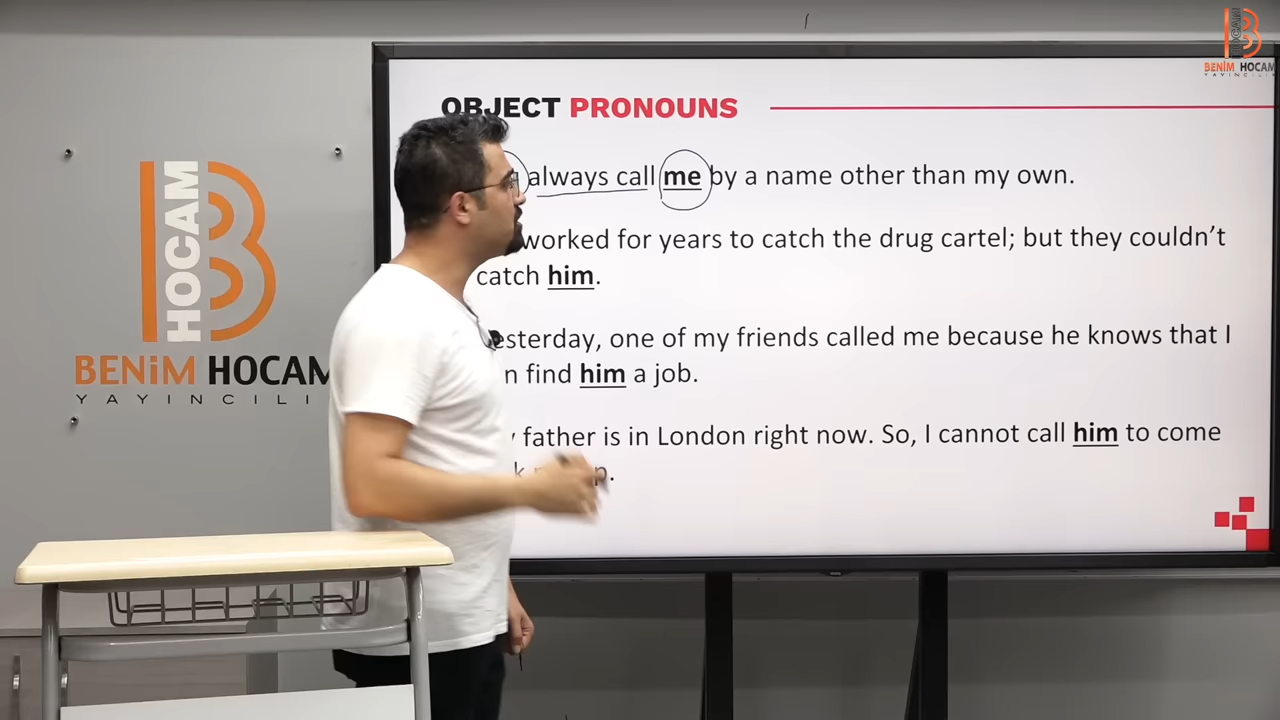 BENİM HOCAM
YAYINCILIK
HOCAM
BENİM HOCAM
YAYINCILI
OBJECT PRONOUNS
always call me by a name other than my own.
worked for years to catch the drug cartel; but they couldn't
catch him.
esterday, one of my friends called me because he knows that I
n find him a job.
father is in London right now. So, I cannot call him to come